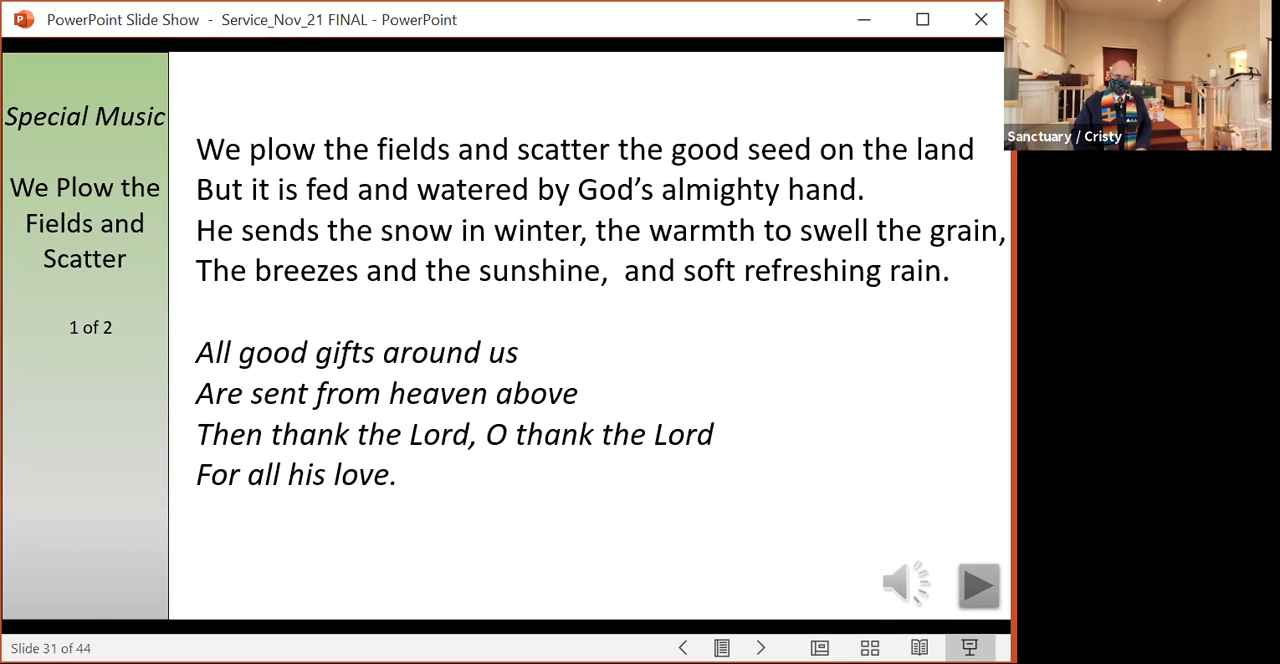 PowerPoint Slide Show - Service_Nov_21 FINAL - PowerPoint
Special Music
We Plow the
Fields and
Scatter
1 of 2
We plow the fields and scatter the good seed on the land
But it is fed and watered by God’s almighty hand.
He sends the snow in winter, the warmth to swell the grain,
The breezes and the sunshine,  and soft refreshing rain.
All good gifts around us
Are sent from heaven above
Then thank the Lord, O thank the Lord
For all his love.
Sanctuary / Cristy
Slide 31 of 44